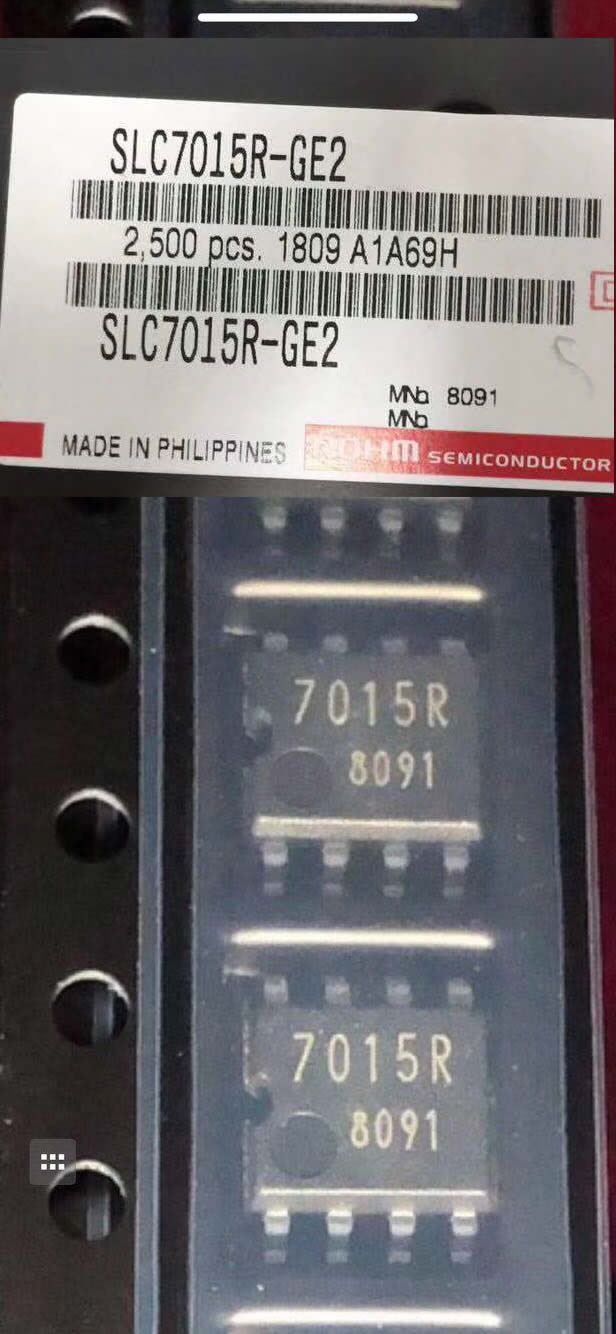 SLC7015R-GE2
2,500 pcs. 1809 A1A69H
SLC7015R-GE2
MNo 8091
MNo
MADE IN PHILIPPINES
ROHM SEMICONDUCTOR
7015R
8091
7015R
8091